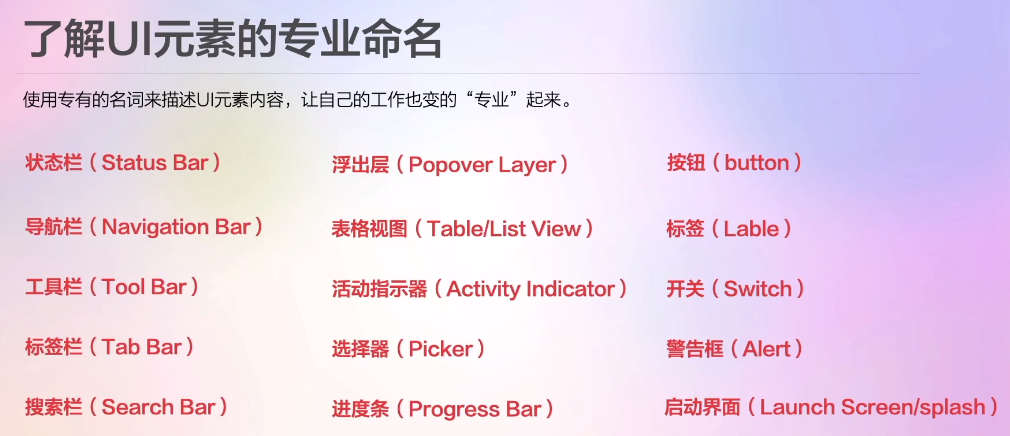 了解UI元素的专业命名
使用专有的名词来描述UI元素内容，让自己的工作也变的“专业”起来。
状态栏（Status Bar）
浮出层（Popover Layer）
按钮（button）
导航栏（Navigation Bar）
表格视图（Table/List View）
标签（Lable）
工具栏（Tool Bar）
活动指示器（Activity Indicator）
开关（Switch）
标签栏（Tab Bar）
选择器（Picker）
警告框（Alert）
搜索栏（Search Bar）
进度条（Progress Bar）
启动界面（Launch Screen/splash）